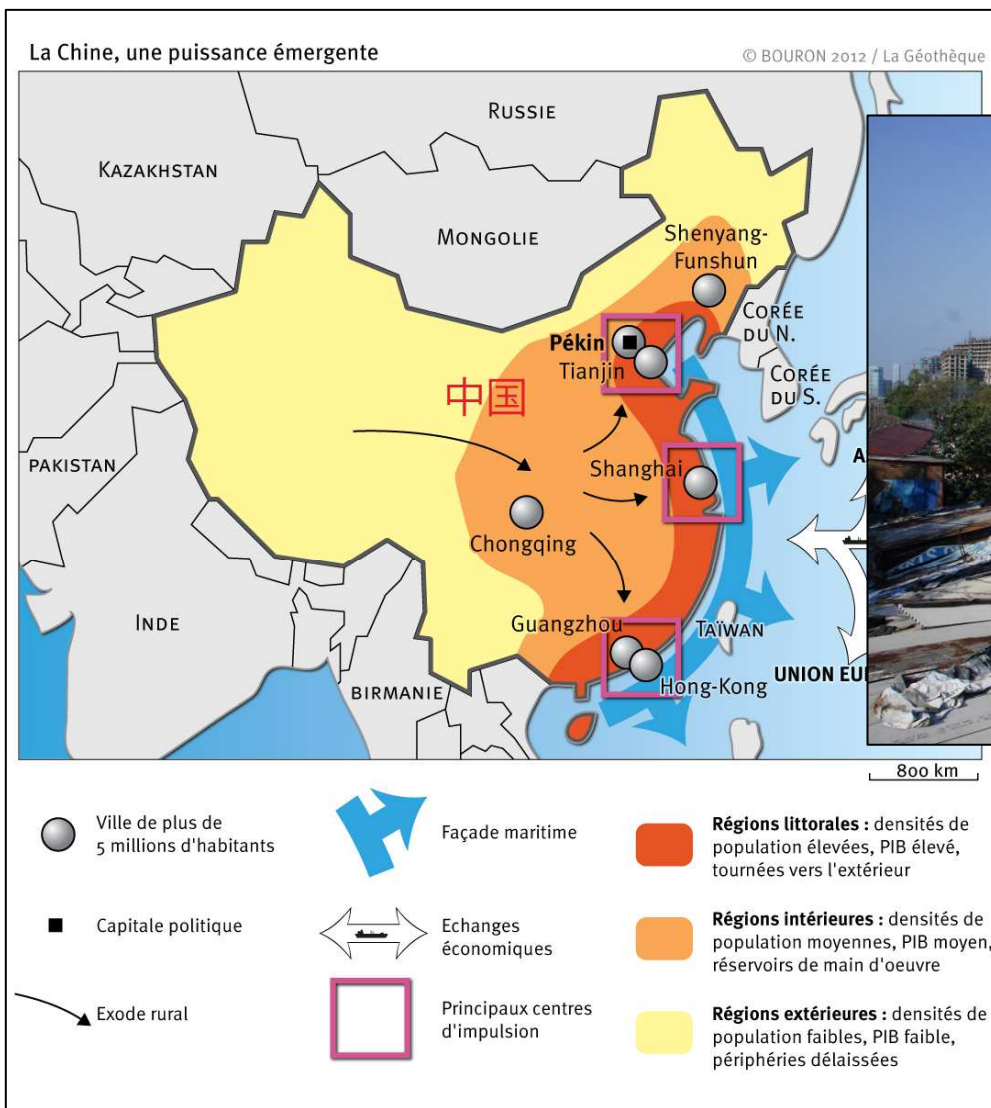 La Chine, une puissance émergente
© BOURON 2012 / La Géothèque
RUSSIE
KAZAKHSTAN
MONGOLIE
Shenyang-
Funshun
CORÉE
DU N.
Pékin
Tianjin
CORÉE
DU S.
中国
PAKISTAN
Shanghai
Chongqing
INDE
Guangzhou
TAÏWAN
BIRMANIE
Hong-Kong
UNION
800 km
Ville de plus de
5 millions d'habitants
Capitale politique
Exode rural
Façade maritime
Echanges
économiques
Principaux centres
d'impulsion
Régions littorales : densités de
population élevées, PIB élevé,
tournées vers l'extérieur
Régions intérieures : densités de
population moyennes, PIB moyen,
réservoirs de main d'oeuvre
Régions extérieures : densités de
population faibles, PIB faible,
périphéries délaissées